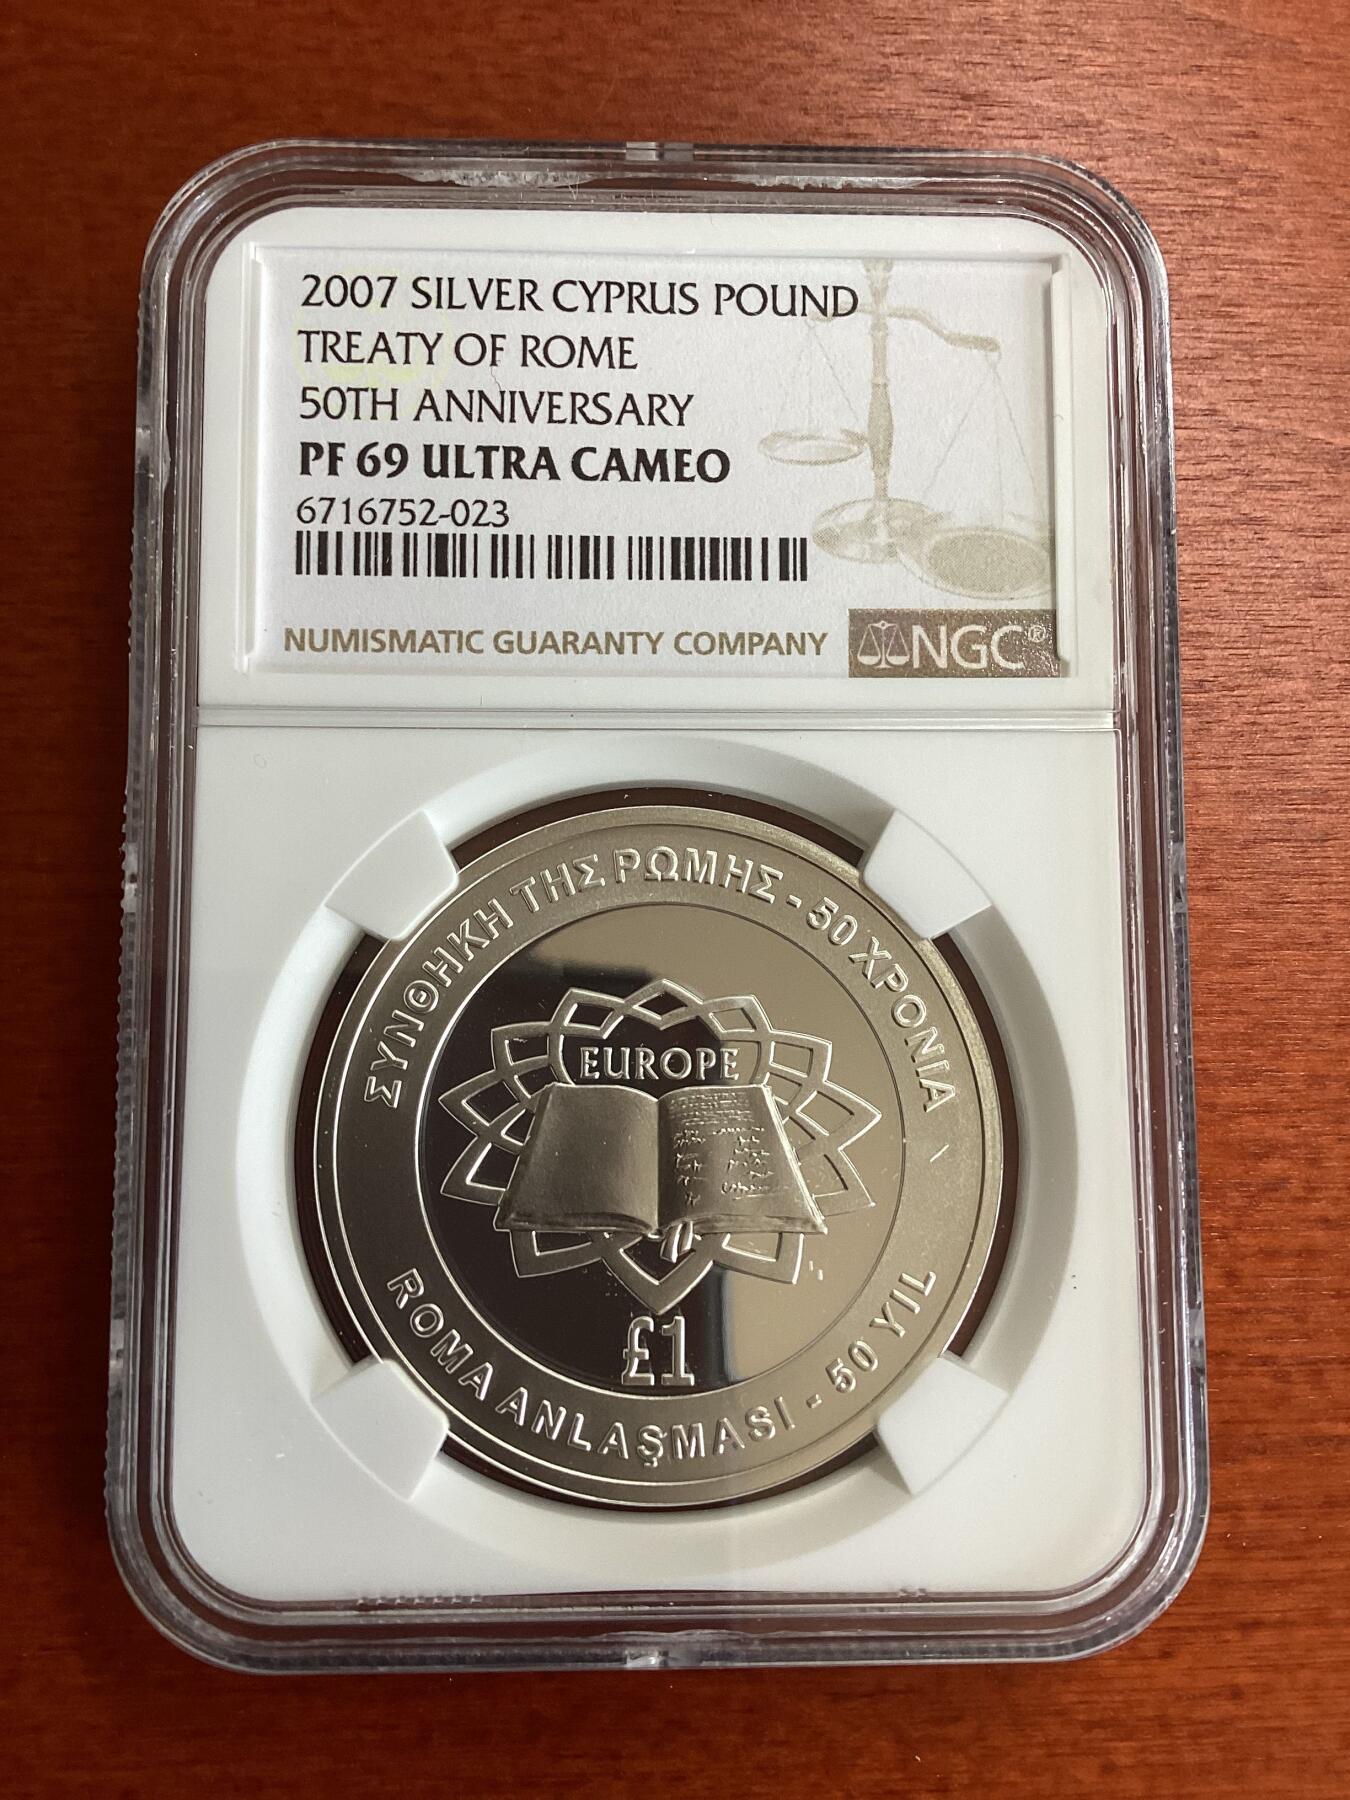 2007 SILVER CYPRUS POUND
TREATY OF ROME
50TH ANNIVERSARY
PF 69 ULTRA CAMEO
6716752-023
NUMISMATIC GUARANTY COMPANY
NGC®
ΣΥΝΘΗΚΗ ΤΗΣ ΡΩΜΗΣ - 50 ΧΡΟΝΙΑ
EUROPE
£1
ROMA ANLAŞMASI - 50 YIL